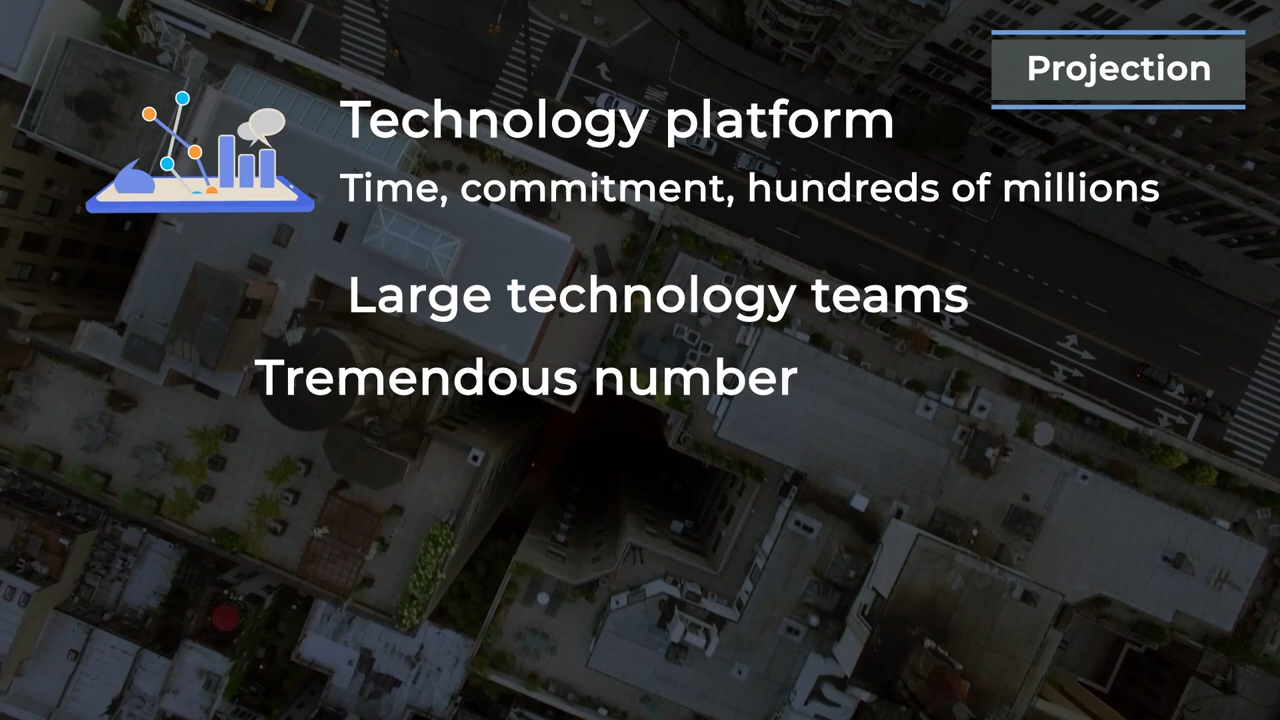 Projection
Technology platform
Time, commitment, hundreds of millions
Large technology teams
Tremendous number